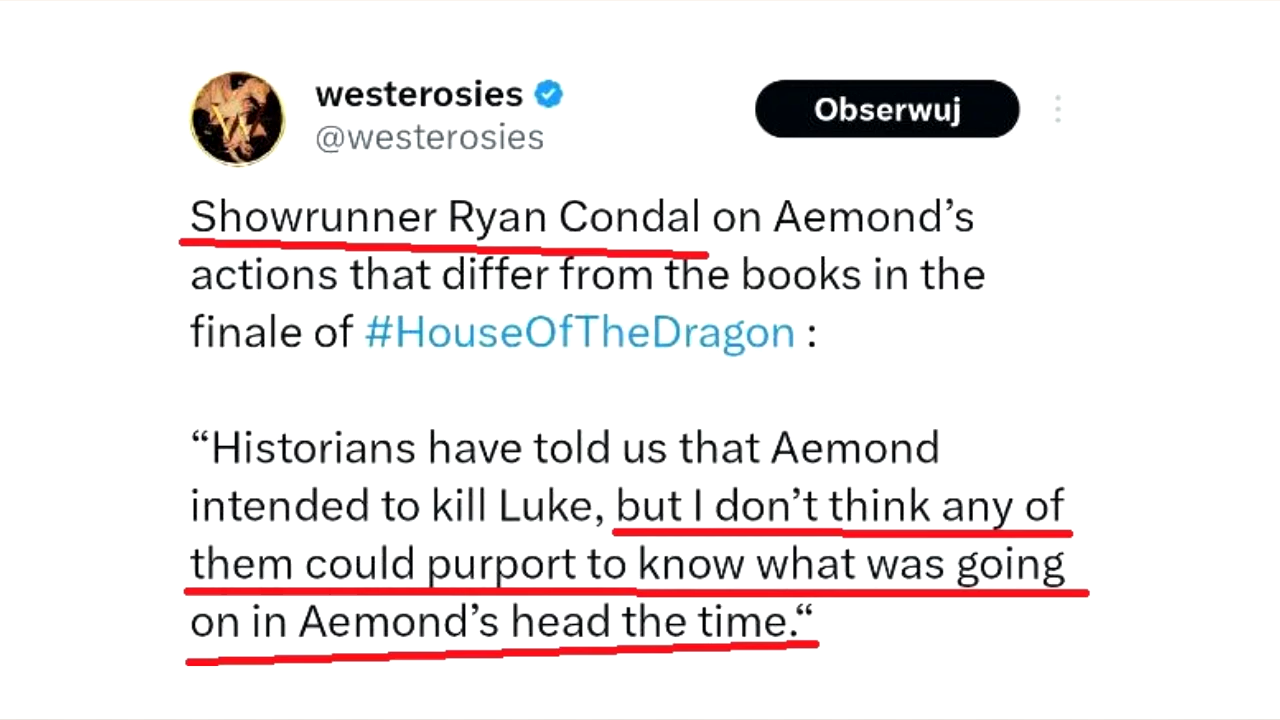 westerosies
@westerosies
Obserwuj
Showrunner Ryan Condal on Aemond’s
actions that differ from the books in the
finale of #HouseOfTheDragon :
“Historians have told us that Aemond
intended to kill Luke, but I don’t think any of
them could purport to know what was going
on in Aemond’s head the time.“